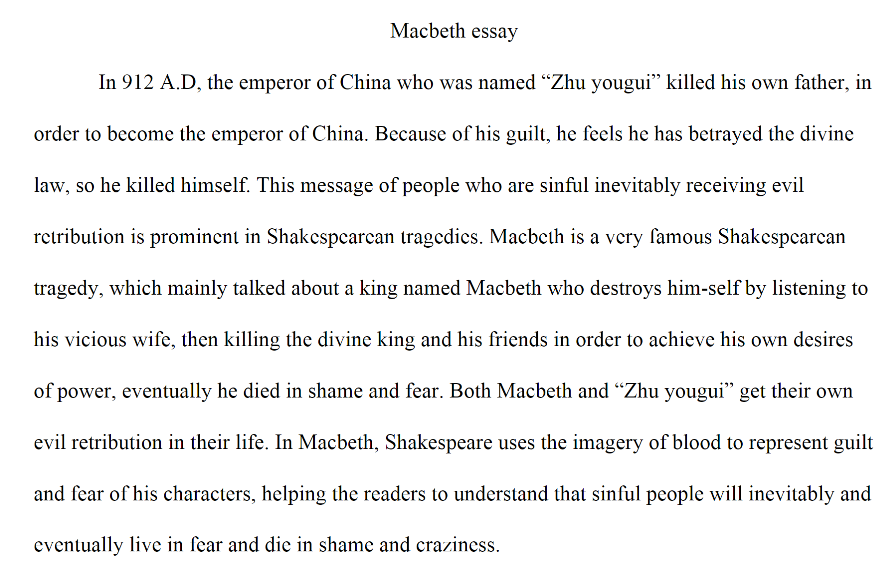 Macbeth essay
In 912 A.D, the emperor of China who was named “Zhu yougui” killed his own father, in
order to become the emperor of China. Because of his guilt, he feels he has betrayed the divine
law, so he killed himself. This message of people who are sinful inevitably receiving evil
retribution is prominent in Shakespearean tragedies. Macbeth is a very famous Shakespearean
tragedy, which mainly talked about a king named Macbeth who destroys him-self by listening to
his vicious wife, then killing the divine king and his friends in order to achieve his own desires
of power, eventually he died in shame and fear. Both Macbeth and “Zhu yougui” get their own
evil retribution in their life. In Macbeth, Shakespeare uses the imagery of blood to represent guilt
and fear of his characters, helping the readers to understand that sinful people will inevitably and
eventually live in fear and die in shame and craziness.